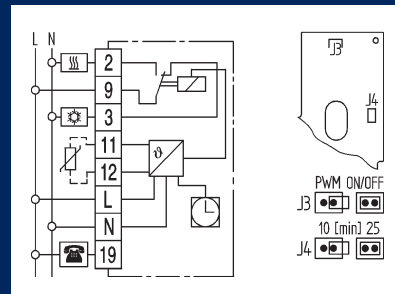 L N
2
9
3
11
12
L
N
19
ϑ
J3
J4
PWM ON/OFF
J3
10 [min] 25
J4